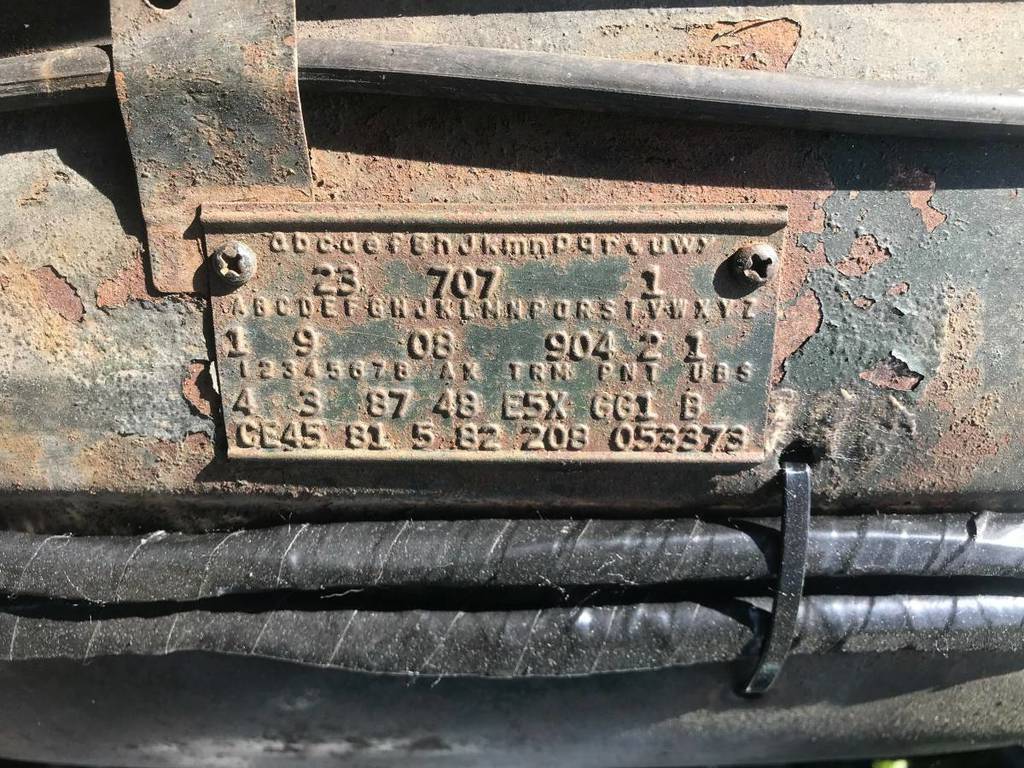 abcdefghjkmnpqrtuwy
23 707 1
ABCDEFGHJKLMNPQRSTVWXYZ
1 9 08 904 2 1
12345678 AX TRM PNT UBS
4 3 87 48 E5X GG1 B
CE45 81 5 82 208 053373